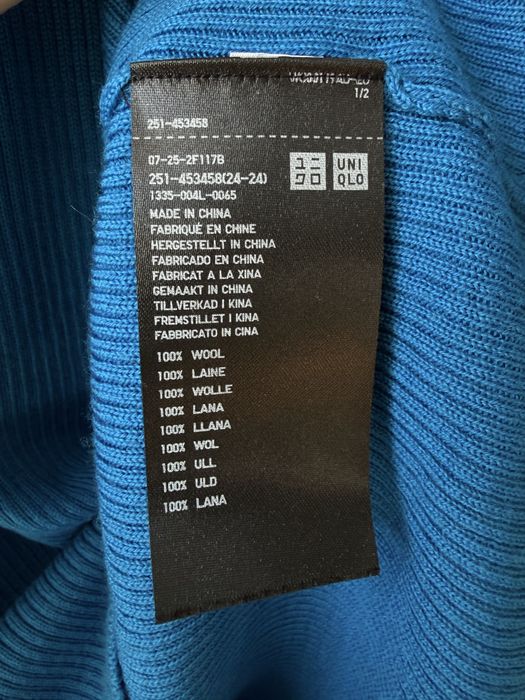 1/2
251-453458
07-25-2F117B
251-453458(24-24)
1335-004L-0065
ユニ
クロ
UNI
QLO
MADE IN CHINA
FABRIQUÉ EN CHINE
HERGESTELLT IN CHINA
FABRICADO EN CHINA
FABRICAT A LA XINA
GEMAAKT IN CHINA
TILLVERKAD I KINA
FREMSTILLET I KINA
FABBRICATO IN CINA
100% WOOL
100% LAINE
100% WOLLE
100% LANA
100% LLANA
100% WOL
100% ULL
100% ULD
100% LANA